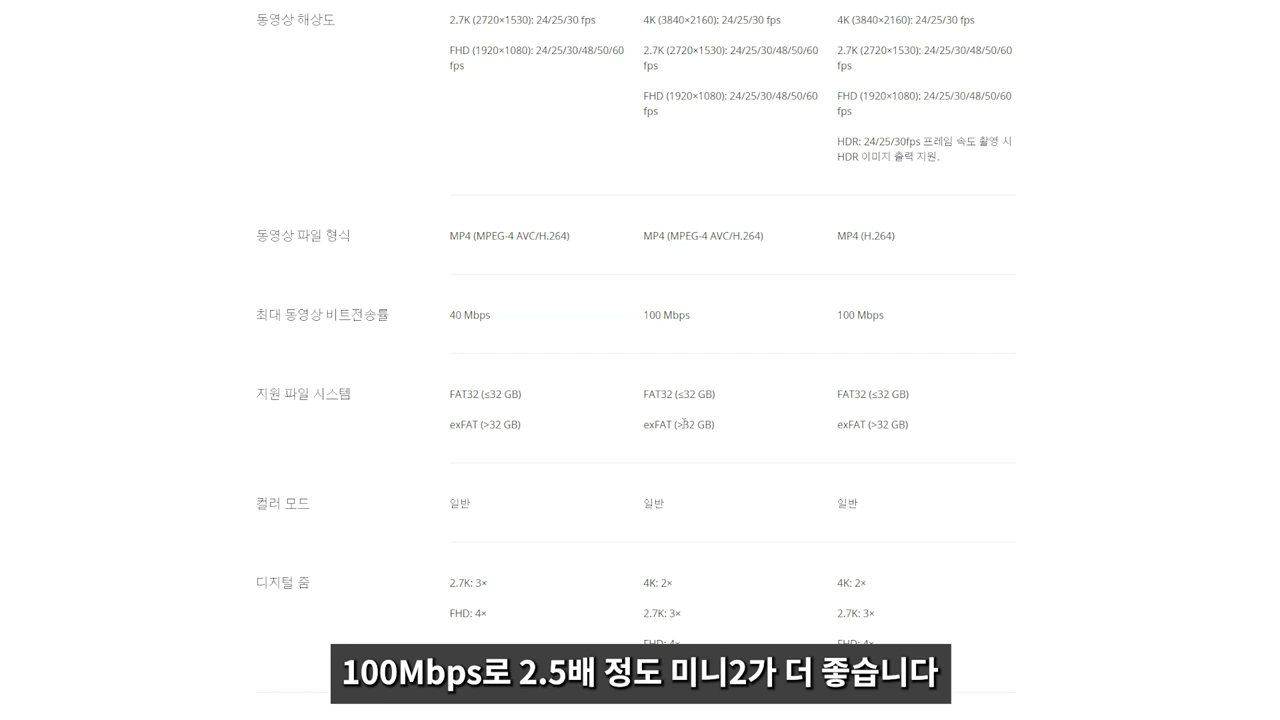 동영상 해상도
2.7K (2720×1530): 24/25/30 fps
FHD (1920×1080): 24/25/30/48/50/60
fps
4K (3840×2160): 24/25/30 fps
2.7K (2720×1530): 24/25/30/48/50/60
fps
FHD (1920×1080): 24/25/30/48/50/60
fps
4K (3840×2160): 24/25/30 fps
2.7K (2720×1530): 24/25/30/48/50/60
fps
FHD (1920×1080): 24/25/30/48/50/60
fps
HDR: 24/25/30fps 프레임 속도 촬영 시
HDR 이미지 출력 지원.
동영상 파일 형식
MP4 (MPEG-4 AVC/H.264)
MP4 (MPEG-4 AVC/H.264)
MP4 (H.264)
최대 동영상 비트전송률
40 Mbps
100 Mbps
100 Mbps
지원 파일 시스템
FAT32 (≤32 GB)
exFAT (>32 GB)
FAT32 (≤32 GB)
exFAT (>32 GB)
FAT32 (≤32 GB)
exFAT (>32 GB)
컬러 모드
일반
일반
일반
디지털 줌
2.7K: 3×
FHD: 4×
4K: 2×
2.7K: 3×
FHD: 4×
4K: 2×
2.7K: 3×
FHD: 4×
100Mbps로 2.5배 정도 미니2가 더 좋습니다